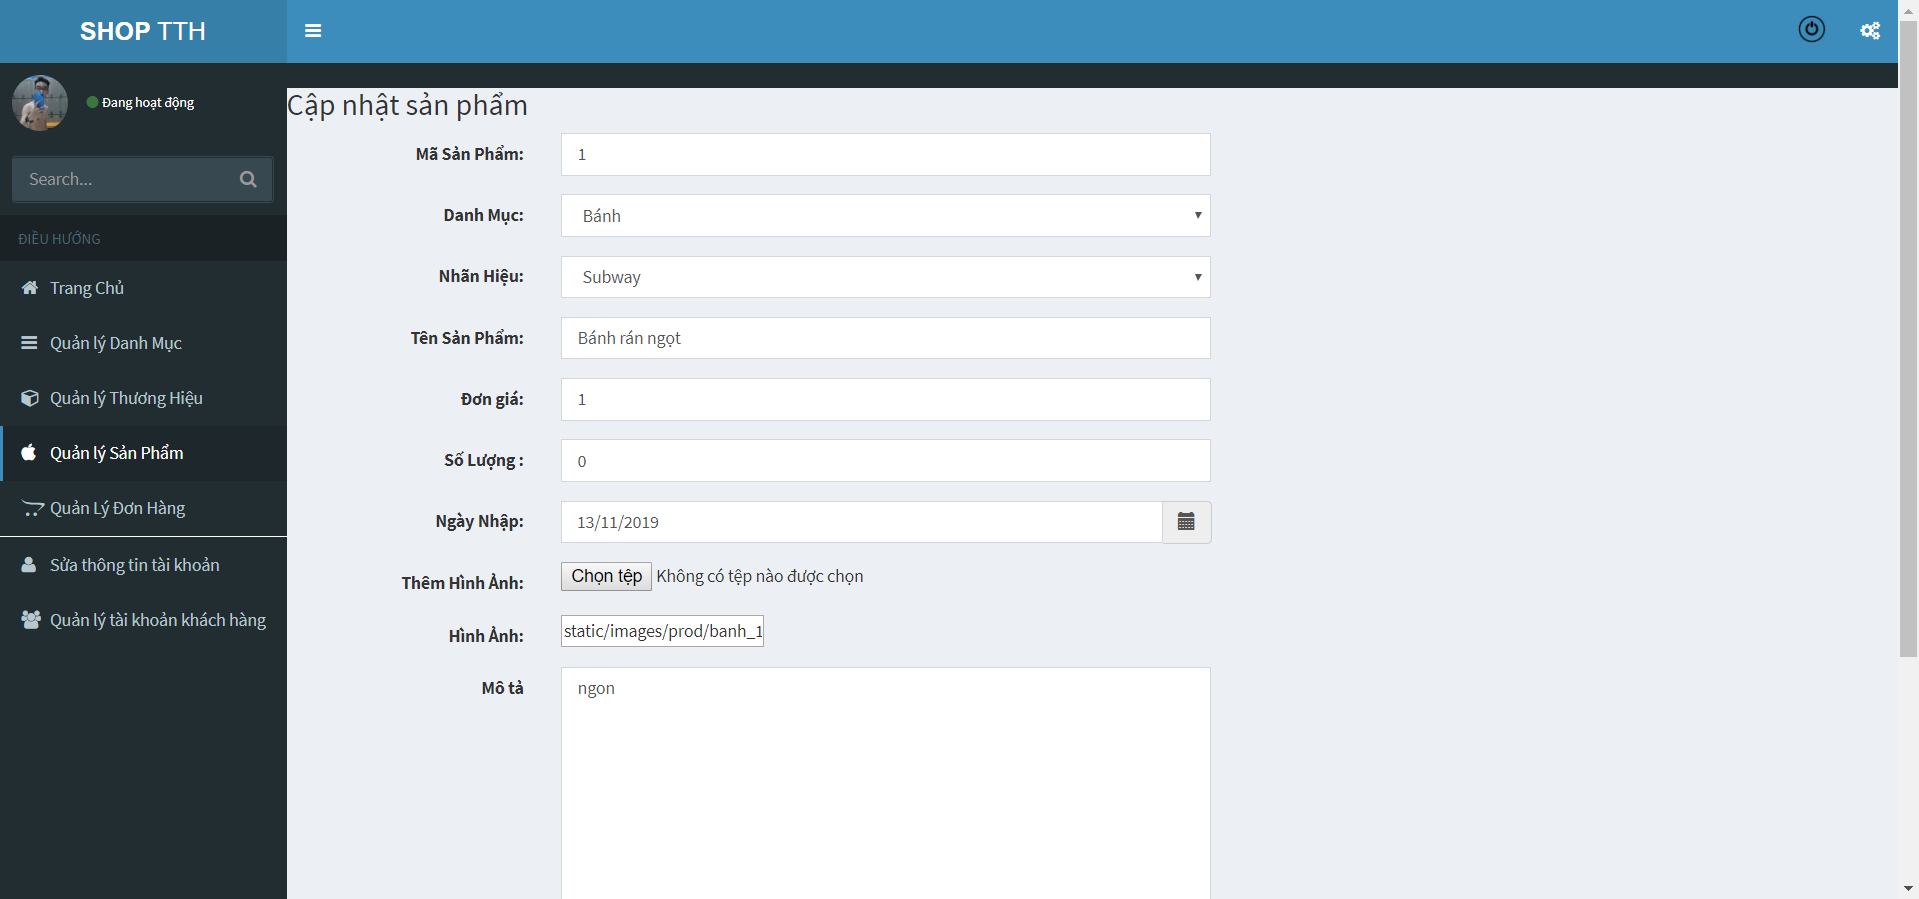 SHOP TTH
Đang hoạt động
Search...
ĐIỀU HƯỚNG
Trang Chủ
Quản lý Danh Mục
Quản lý Thương Hiệu
Quản lý Sản Phẩm
Quản Lý Đơn Hàng
Sửa thông tin tài khoản
Quản lý tài khoản khách hàng
Cập nhật sản phẩm
Mã Sản Phẩm: 1
Danh Mục: Bánh
Nhãn Hiệu: Subway
Tên Sản Phẩm: Bánh rán ngọt
Đơn giá: 1
Số Lượng : 0
Ngày Nhập: 13/11/2019
Thêm Hình Ảnh: Chọn tệp Không có tệp nào được chọn
Hình Ảnh: static/images/prod/banh_1
Mô tả ngon